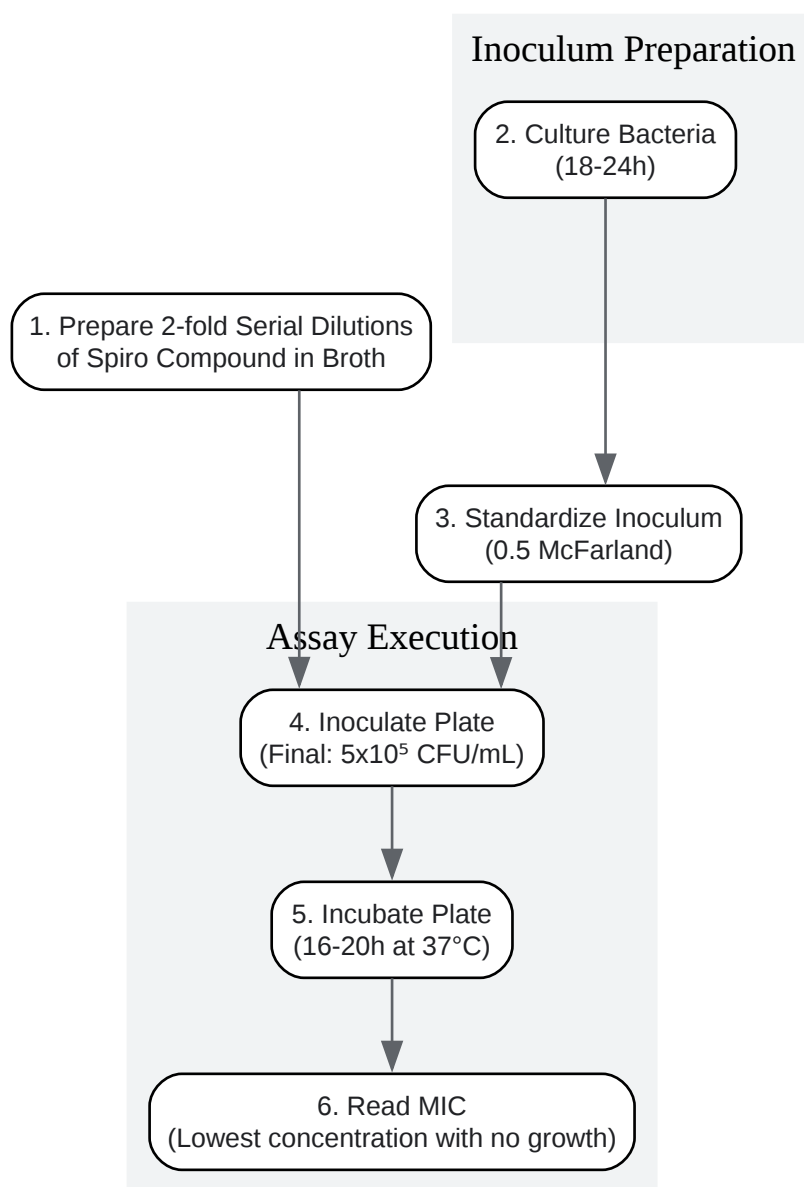 Inoculum Preparation
2. Culture Bacteria
(18-24h)
1. Prepare 2-fold Serial Dilutions
of Spiro Compound in Broth
3. Standardize Inoculum
(0.5 McFarland)
Assay Execution
4. Inoculate Plate
(Final: 5x10⁵ CFU/mL)
5. Incubate Plate
(16-20h at 37°C)
6. Read MIC
(Lowest concentration with no growth)